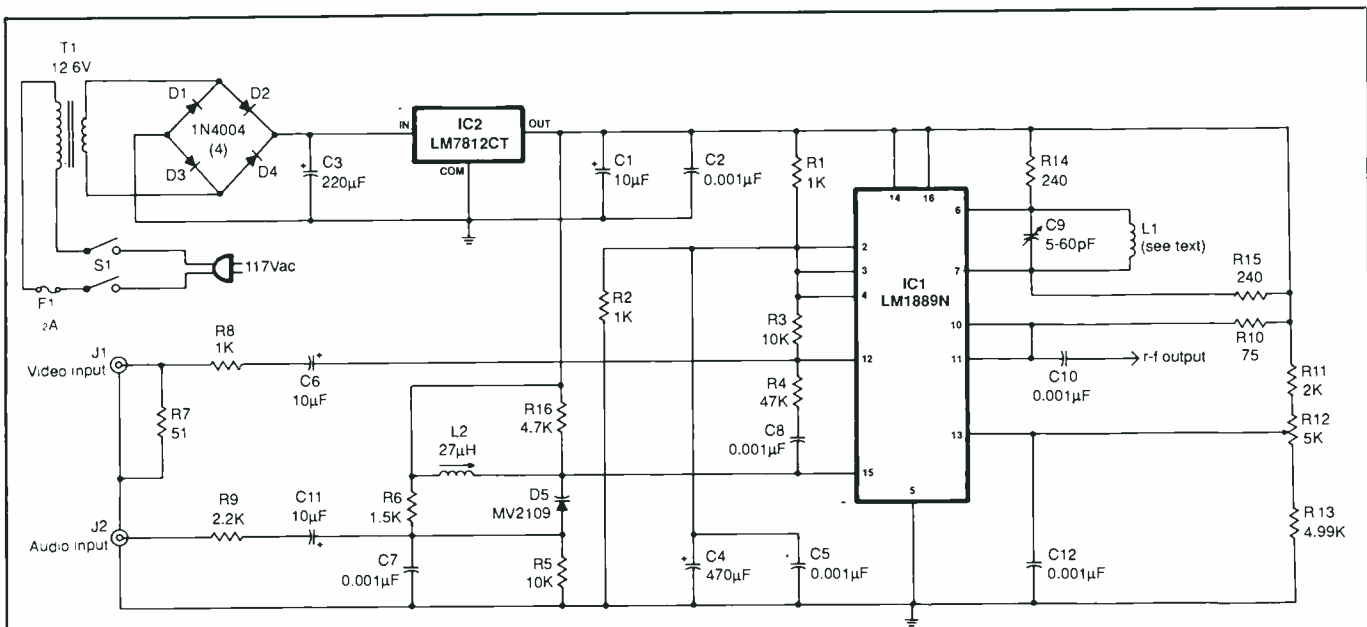 T1
12 6V
D1
D2
1N4004
(4)
D3
D4
C3
220µF
IN
IC2
LM7812CT
OUT
COM
C1
10µF
C2
0.001µF
R1
1K
R14
240
14
16
6
C9
5-60pF
L1
(see text)
7
R15
240
2
3
4
IC1
LM1889N
10
R10
75
11
C10
0.001µF
r-f output
R11
2K
R12
5K
13
12
15
5
R13
4.99K
C12
0.001µF
S1
117Vac
F1
2A
R2
1K
R3
10K
R4
47K
C8
0.001µF
J1
Video input
R8
1K
C6
10µF
R7
51
R16
4.7K
L2
27µH
R6
1.5K
D5
MV2109
J2
Audio input
R9
2.2K
C11
10µF
C7
0.001µF
R5
10K
C4
470µF
C5
0.001µF